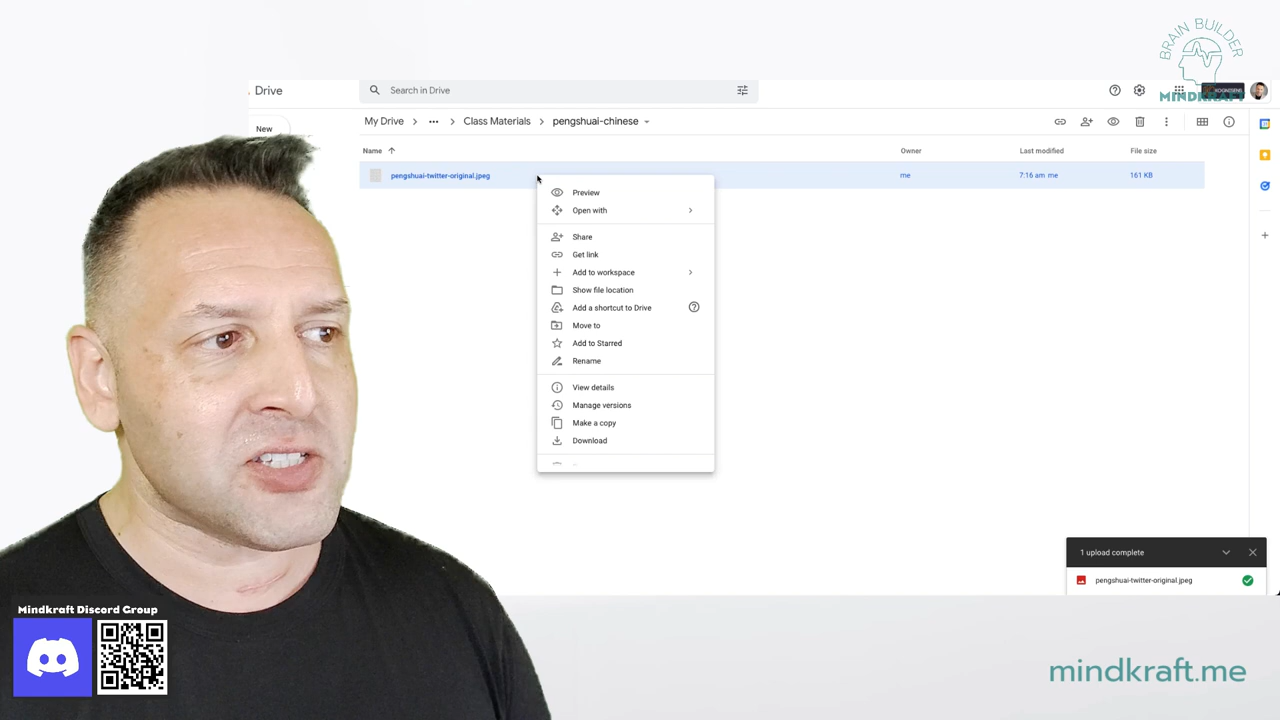 BRAIN BUILDER
MINDKRAFT
Drive
Search in Drive
New
My Drive
Class Materials
pengshuai-chinese
Name
Owner
Last modified
File size
pengshuai-twitter-original.jpeg
me
7:16 am me
161 KB
Preview
Open with
Share
Get link
Add to workspace
Show file location
Add a shortcut to Drive
Move to
Add to Starred
Rename
View details
Manage versions
Make a copy
Download
1 upload complete
pengshuai-twitter-original.jpeg
Mindkraft Discord Group
mindkraft.me